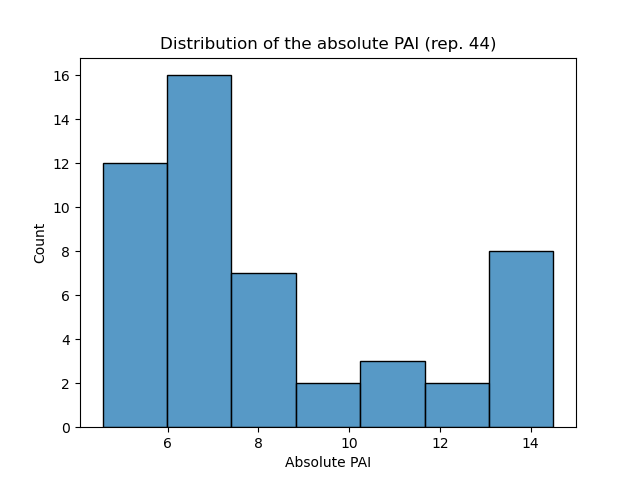 Distribution of the absolute PAI (rep. 44)
16
14
12
10
8
6
4
2
0
Count
6 8 10 12 14
Absolute PAI